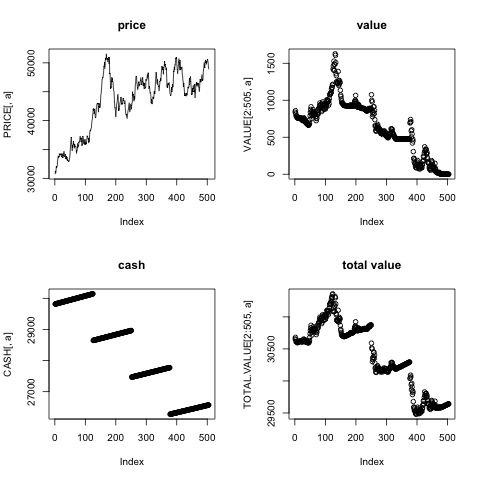 price
PRICE[, a]
30000 40000 50000
0 100 200 300 400 500
Index
value
VALUE[2:505, a]
0 500 1000 1500
0 100 200 300 400 500
Index
cash
CASH[, a]
27000 29000
0 100 200 300 400 500
Index
total value
TOTAL.VALUE[2:505, a]
29500 30500
0 100 200 300 400 500
Index